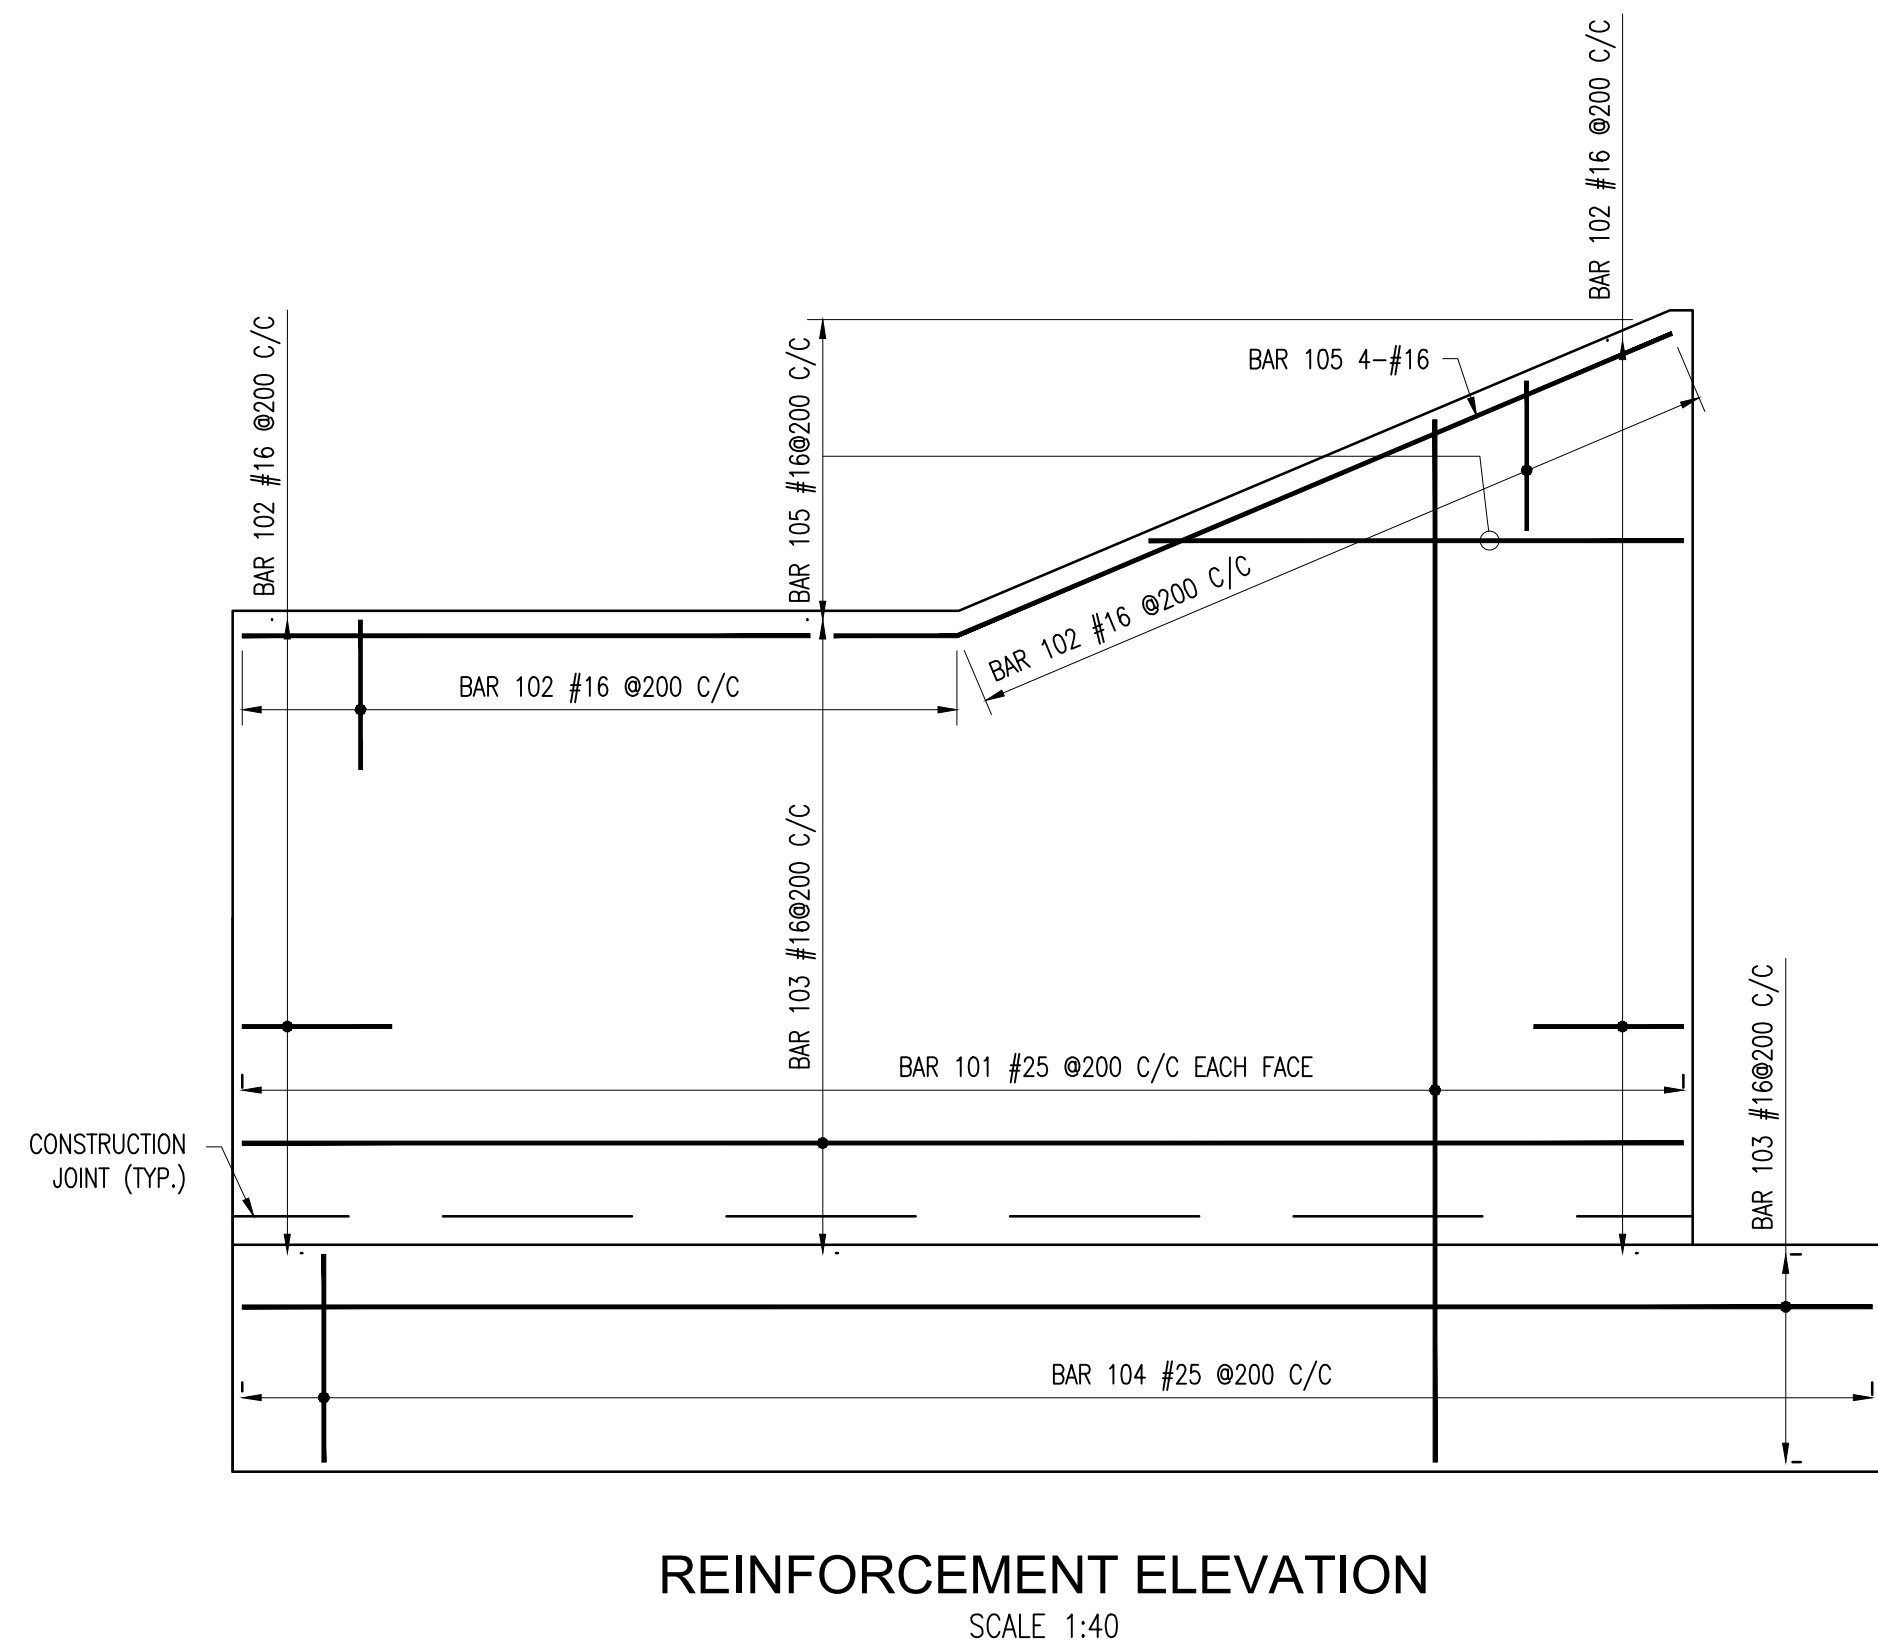 BAR 102 #16 @200 C/C
BAR 102 #16 @200 C/C
BAR 105 #16@200 C/C
BAR 105 4-#16
BAR 102 #16 @200 C/C
BAR 102 #16 @200 C/C
BAR 103 #16@200 C/C
BAR 101 #25 @200 C/C EACH FACE
BAR 103 #16@200 C/C
CONSTRUCTION
JOINT (TYP.)
BAR 104 #25 @200 C/C
REINFORCEMENT ELEVATION
SCALE 1:40